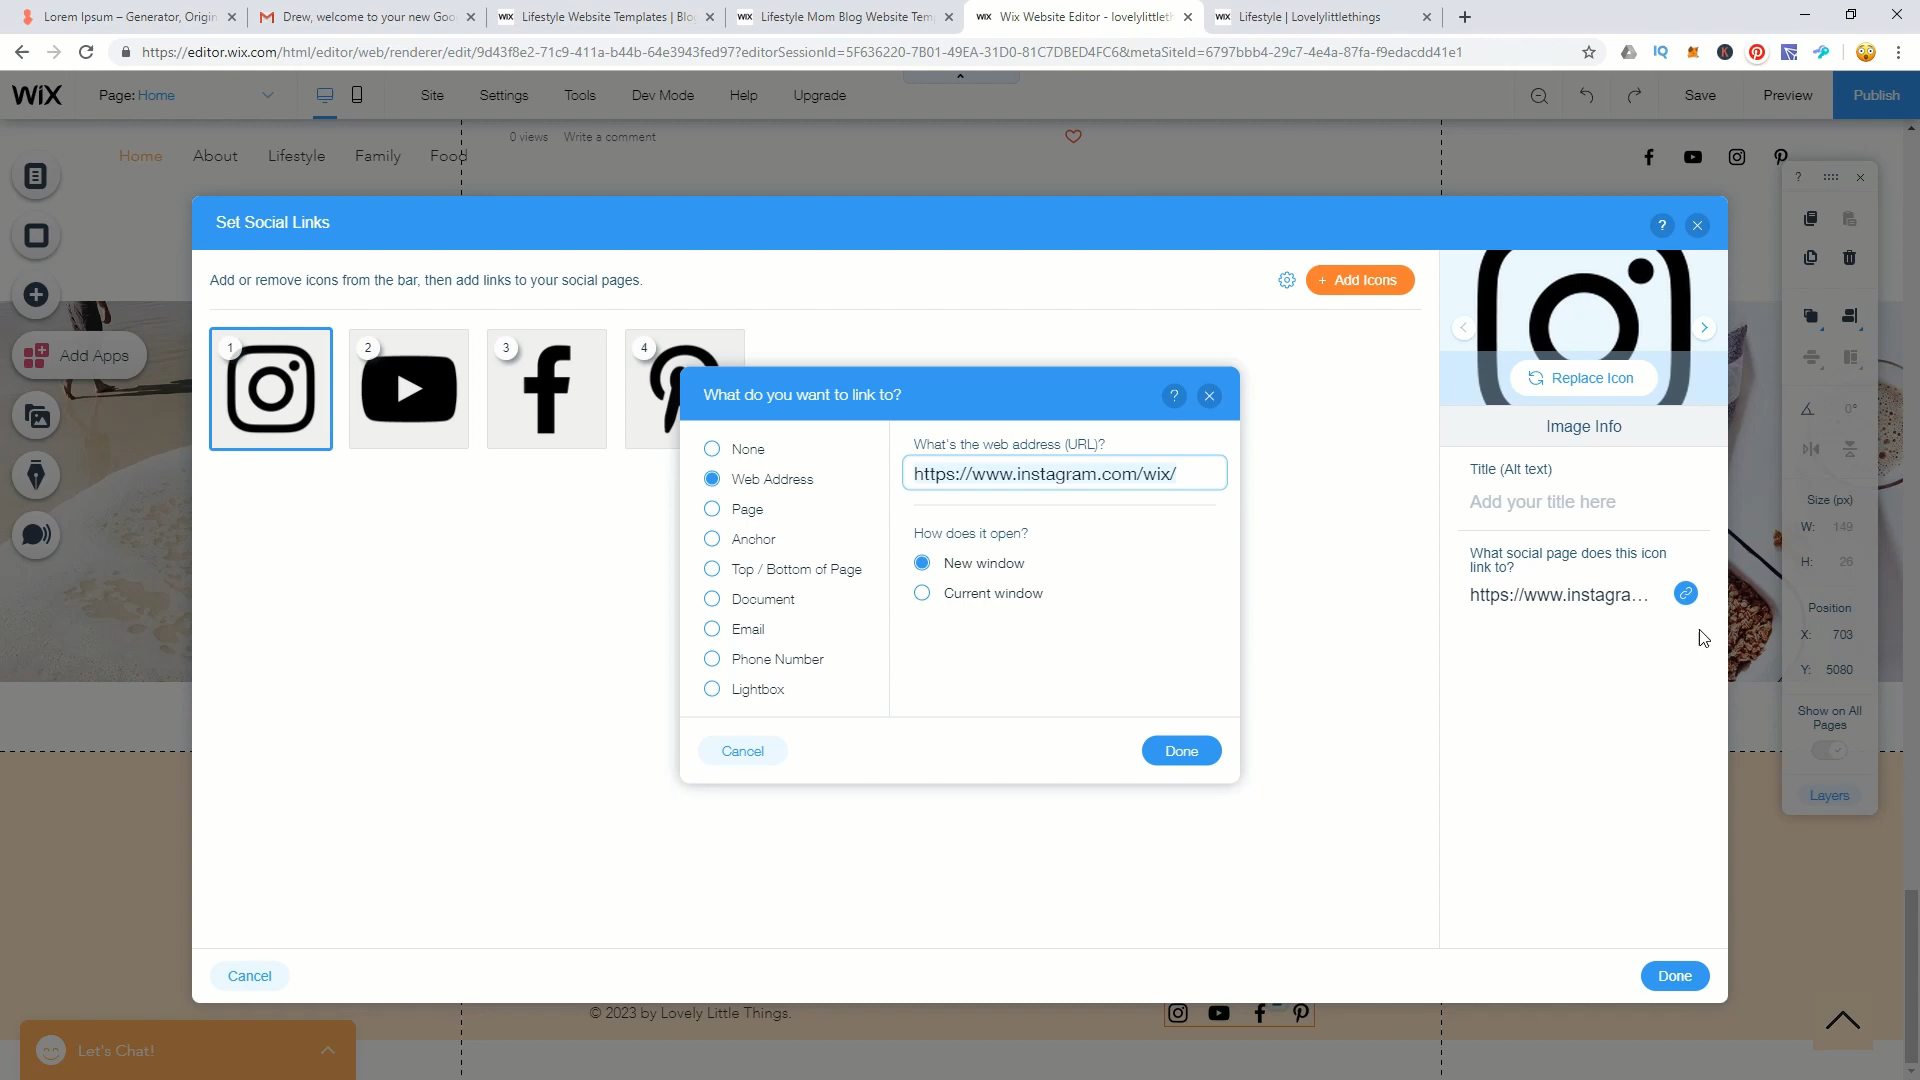 Lorem Ipsum – Generator, Origin
Drew, welcome to your new Goo
WIX Lifestyle Website Templates | Blo
WIX Lifestyle Mom Blog Website Tem
WIX Wix Website Editor - lovelylittleth
WIX Lifestyle | Lovelylittlethings
https://editor.wix.com/html/editor/web/renderer/edit/9d43f8e2-71c9-411a-b44b-64e3943fed97?editorSessionId=5F636220-7B01-49EA-31D0-81C7DBED4FC6&metaSiteId=6797bbb4-29c7-4e4a-87fa-f9edacdd41e1
IQ
K
WiX Page: Home Site Settings Tools Dev Mode Help Upgrade Save Preview Publish
0 views Write a comment
Home About Lifestyle Family Food
?
Set Social Links
?
Add or remove icons from the bar, then add links to your social pages.
+ Add Icons
1 2 3 4
Add Apps
Replace Icon
What do you want to link to?
?
0°
Image Info
None
Web Address
Page
Anchor
Top / Bottom of Page
Document
Email
Phone Number
Lightbox
What's the web address (URL)?
https://www.instagram.com/wix/
How does it open?
New window
Current window
Cancel
Done
Title (Alt text)
Add your title here
What social page does this icon
link to?
https://www.instagra...
Size (px)
W: 149
H: 26
Position
X: 703
Y: 5080
Show on All
Pages
Layers
Cancel
Done
© 2023 by Lovely Little Things.
Let's Chat!